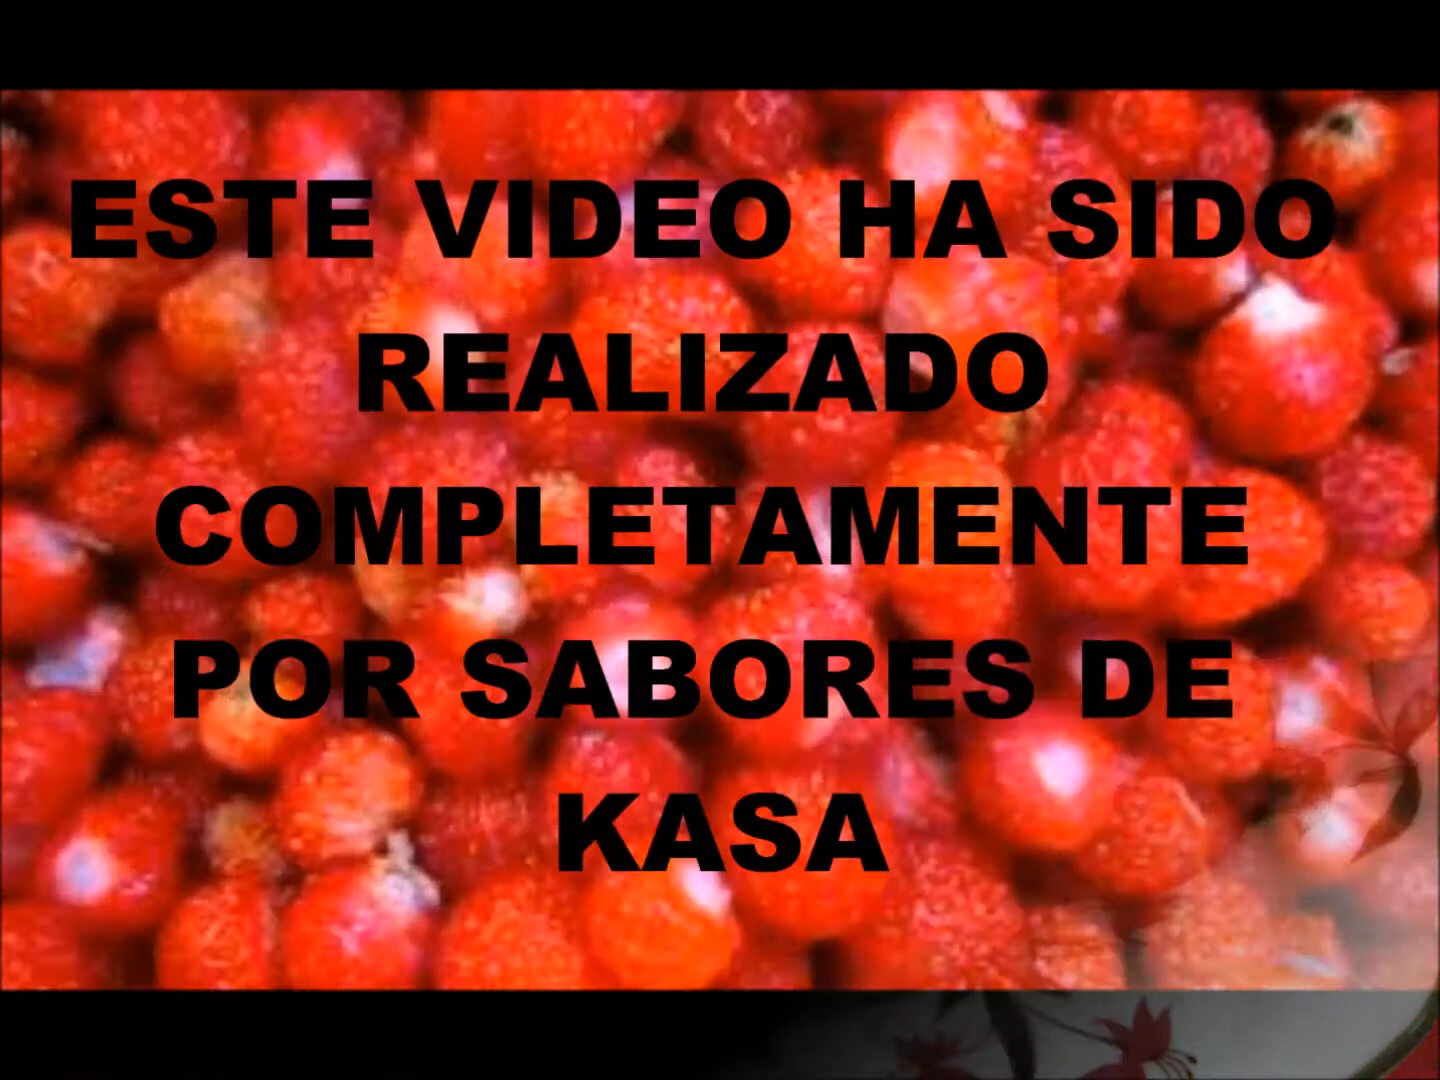 ESTE VIDEO HA SIDO
REALIZADO
COMPLETAMENTE
POR SABORES DE
KASA